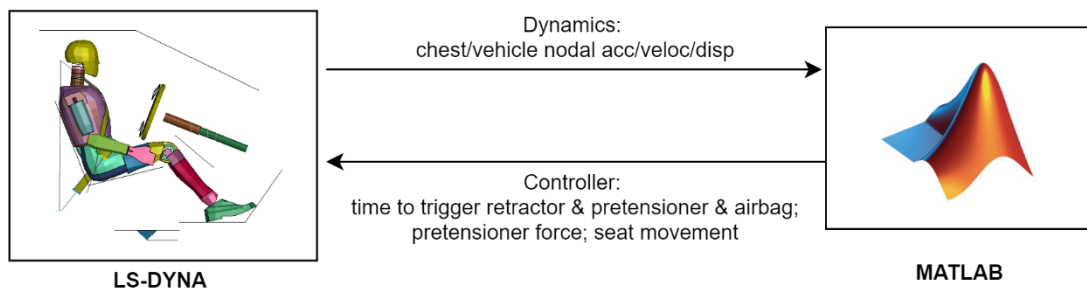 Dynamics:
chest/vehicle nodal acc/veloc/disp
Controller:
time to trigger retractor & pretensioner & airbag;
pretensioner force; seat movement
LS-DYNA
MATLAB